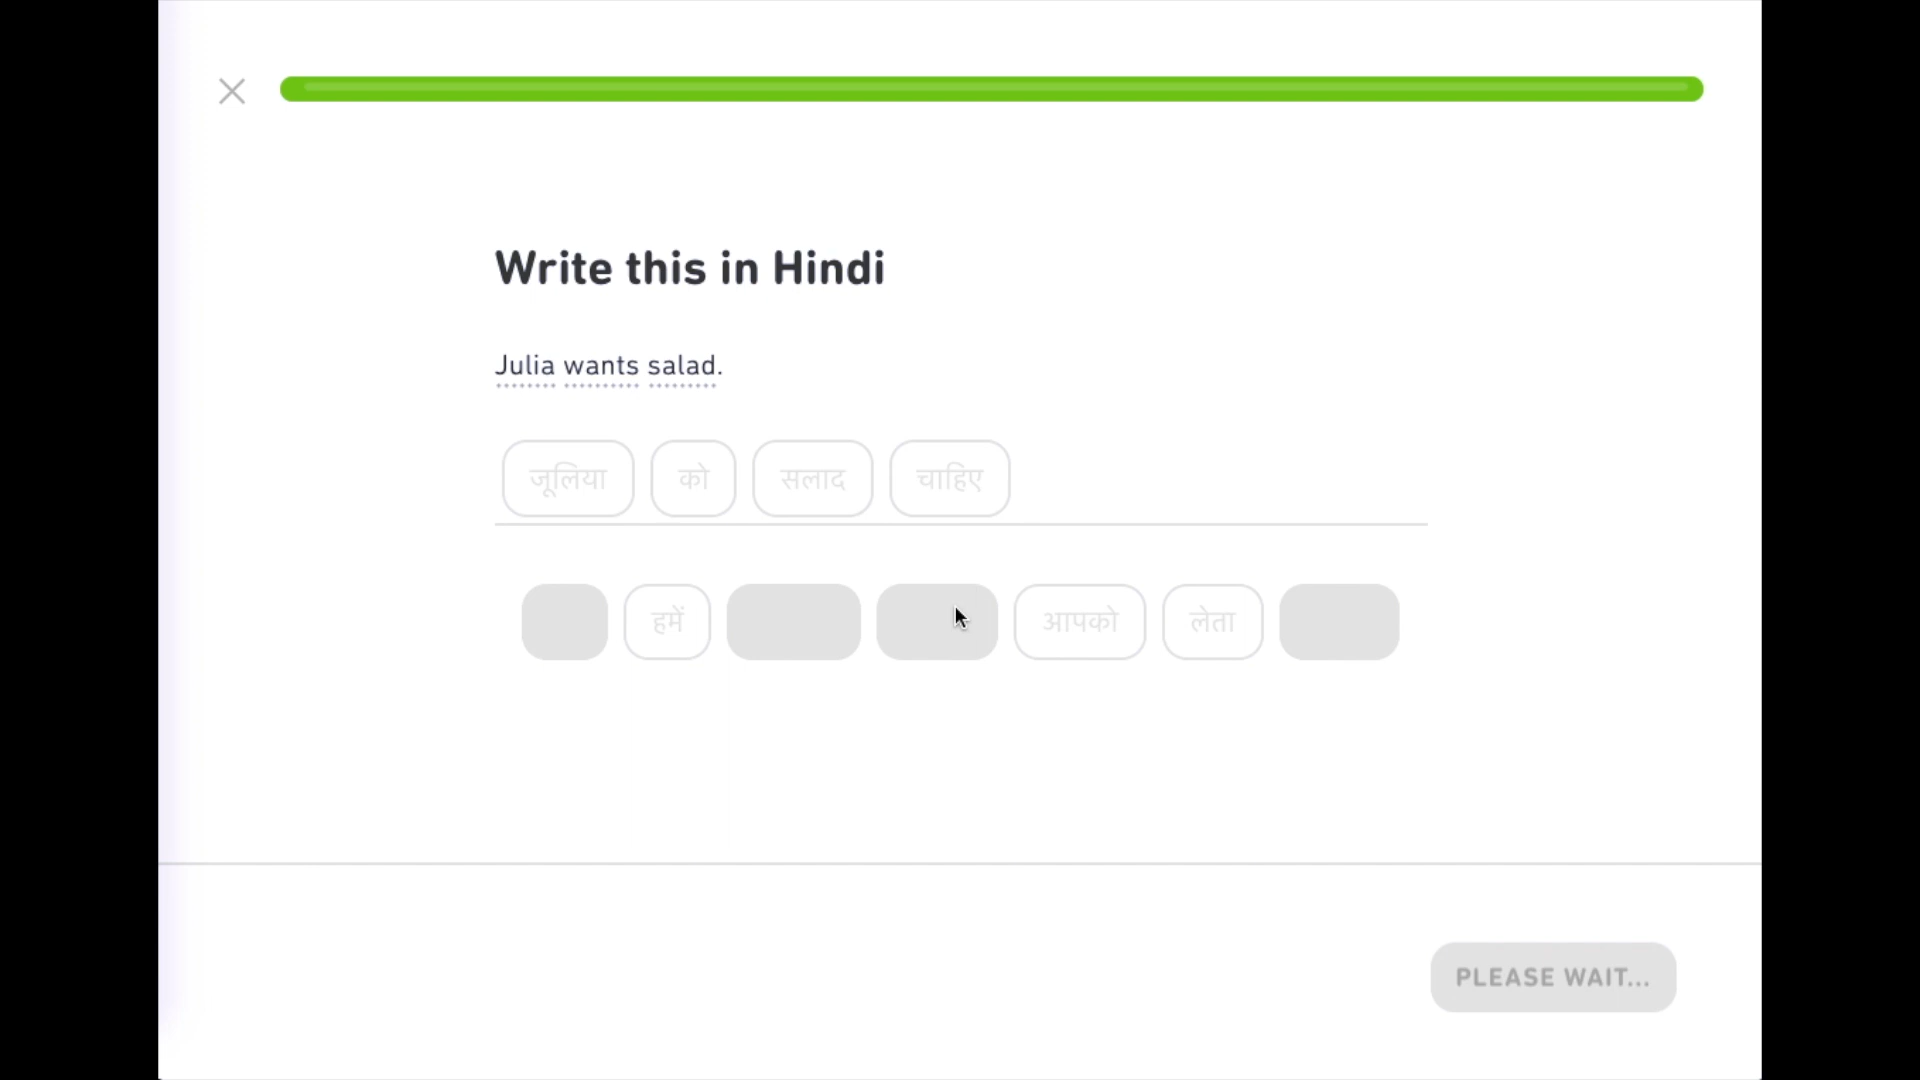 Write this in Hindi
Julia wants salad.
जूलिया को सलाद चाहिए
हमें आपको लेता
PLEASE WAIT...